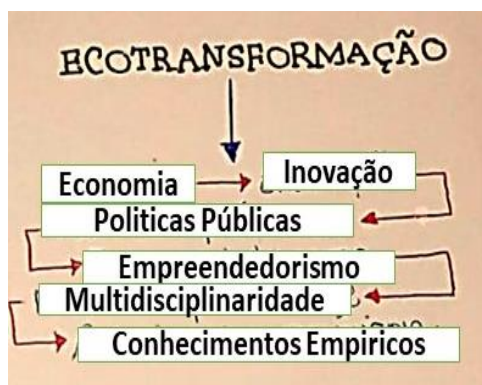 ECOTRANSFORMAÇÃO
Economia
Inovação
Politicas Públicas
Empreendedorismo
Multidisciplinaridade
Conhecimentos Empiricos